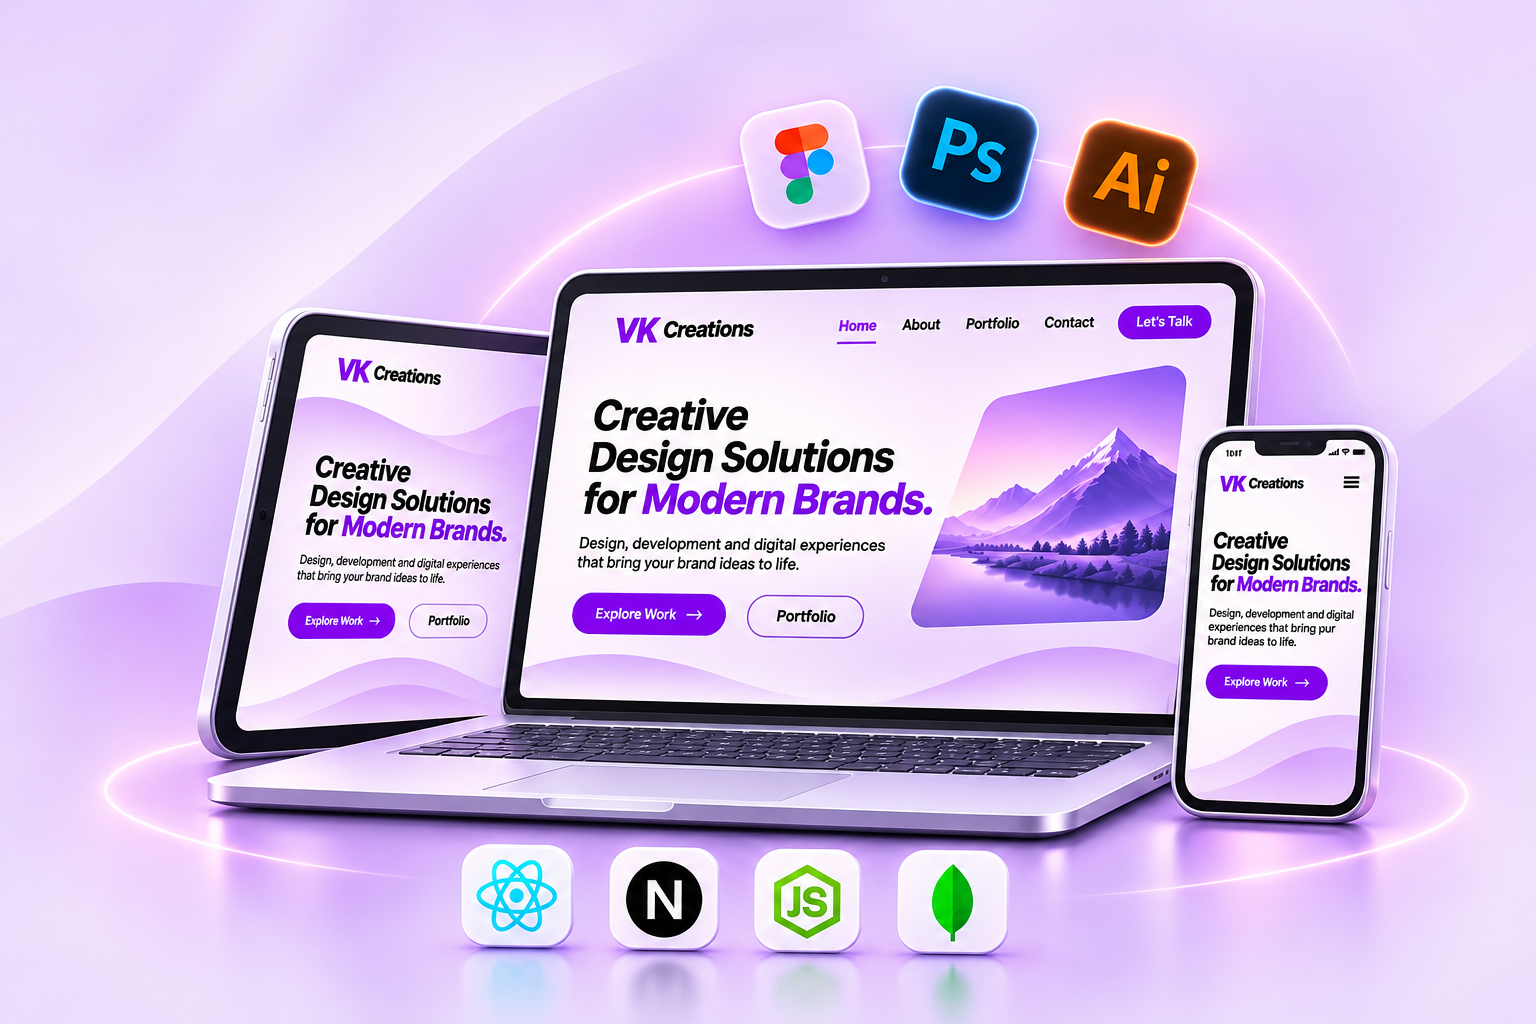 Ps
Ai
VK Creations
Home About Portfolio Contact Let's Talk
Creative
Design Solutions
for Modern Brands.
Design, development and digital experiences
that bring your brand ideas to life.
Explore Work →
Portfolio
VK Creations
Creative
Design Solutions
for Modern Brands.
Design, development and digital experiences
that bring your brand ideas to life.
Explore Work →
Portfolio
VK Creations
Creative
Design Solutions
for Modern Brands.
Design, development and digital
experiences that bring pur
brand ideas to life.
Explore Work →
N
JS